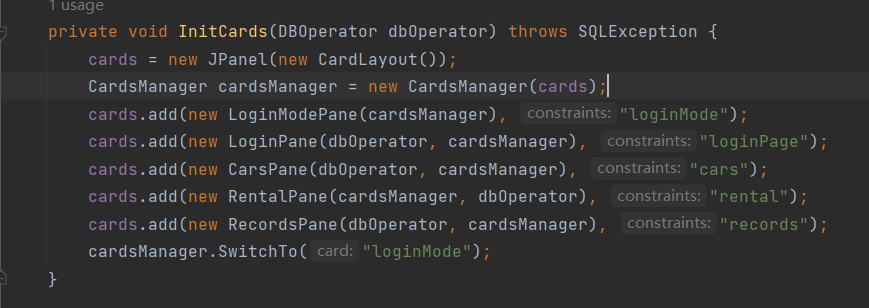 1 usage
private void InitCards(DBOperator dbOperator) throws SQLException {
cards = new JPanel(new CardLayout());
CardsManager cardsManager = new CardsManager(cards);
cards.add(new LoginModePane(cardsManager), constraints: "loginMode");
cards.add(new LoginPane(dbOperator, cardsManager), constraints: "loginPage");
cards.add(new CarsPane(dbOperator, cardsManager), constraints: "cars");
cards.add(new RentalPane(cardsManager, dbOperator), constraints: "rental");
cards.add(new RecordsPane(dbOperator, cardsManager), constraints: "records");
cardsManager.SwitchTo( card: "loginMode");
}